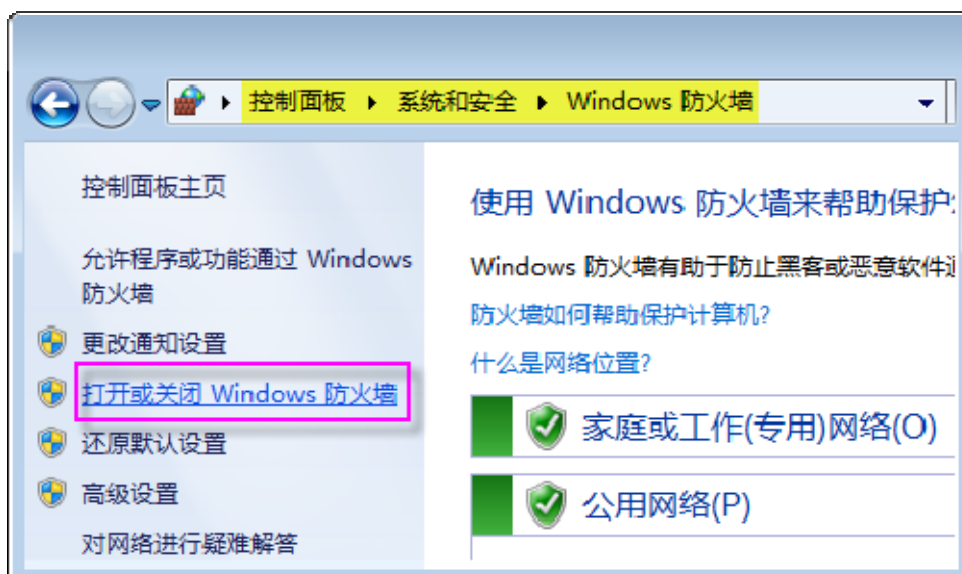 控制面板 ▸ 系统和安全 ▸ Windows 防火墙
控制面板主页
允许程序或功能通过 Windows
防火墙
更改通知设置
打开或关闭 Windows 防火墙
还原默认设置
高级设置
对网络进行疑难解答
使用 Windows 防火墙来帮助保护
Windows 防火墙有助于防止黑客或恶意软件
防火墙如何帮助保护计算机?
什么是网络位置?
家庭或工作(专用)网络(O)
公用网络(P)